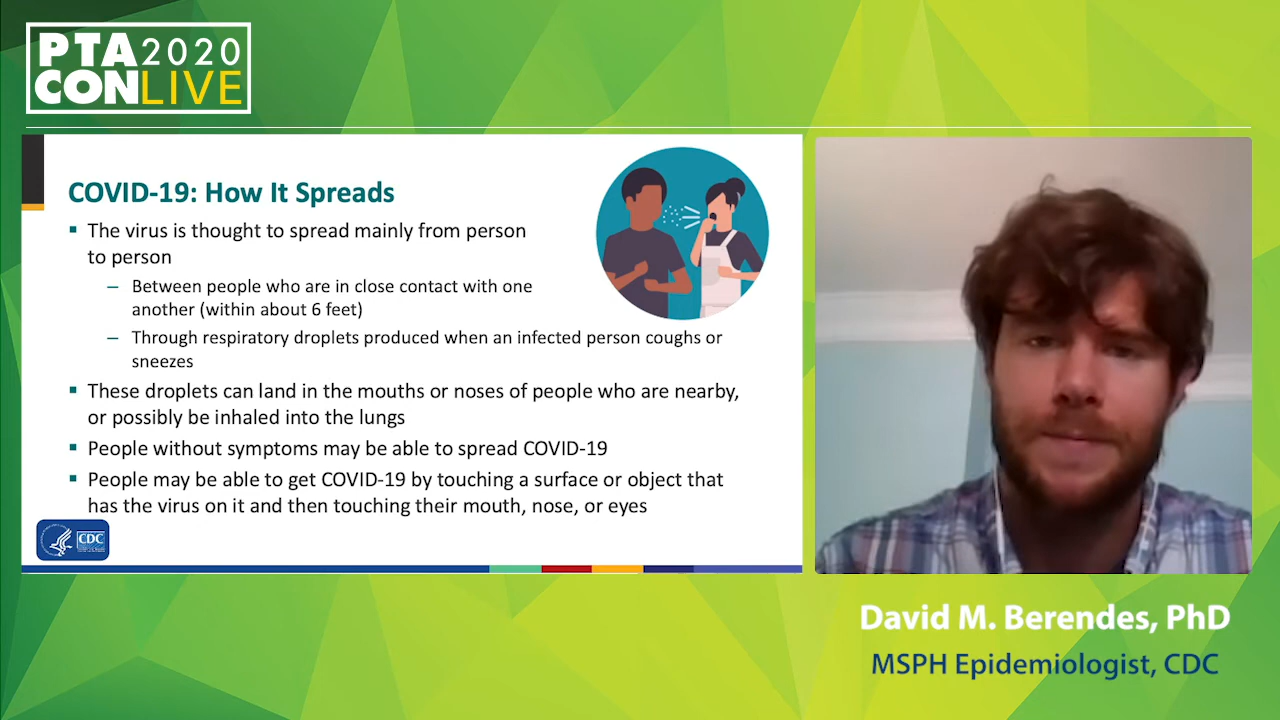 PTA 2020
CON LIVE
COVID-19: How It Spreads
▪ The virus is thought to spread mainly from person
to person
– Between people who are in close contact with one
another (within about 6 feet)
– Through respiratory droplets produced when an infected person coughs or
sneezes
▪ These droplets can land in the mouths or noses of people who are nearby,
or possibly be inhaled into the lungs
▪ People without symptoms may be able to spread COVID-19
▪ People may be able to get COVID-19 by touching a surface or object that
has the virus on it and then touching their mouth, nose, or eyes
CDC
David M. Berendes, PhD
MSPH Epidemiologist, CDC